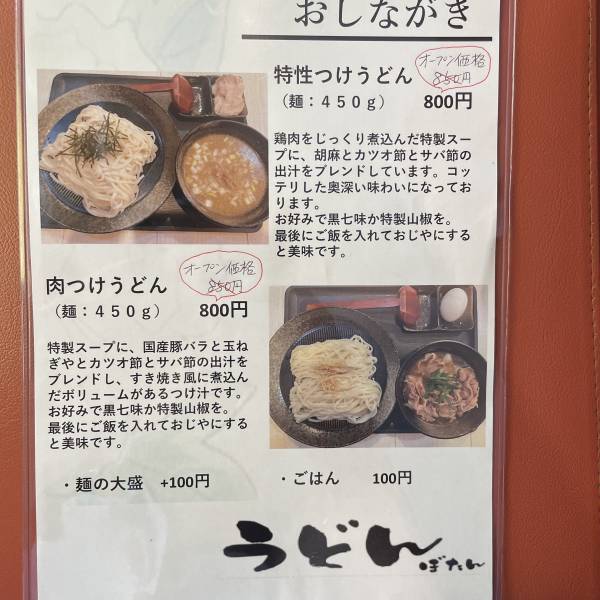 おしながき
特性つけうどん
オープン価格
850円
（麺：４５０ｇ） 800円
鶏肉をじっくり煮込んだ特製スー
プに、胡麻とカツオ節とサバ節の
出汁をブレンドしています。コッ
テリした奥深い味わいになってお
ります。
お好みで黒七味か特製山椒を。
最後にご飯を入れておじやにする
と美味です。
肉つけうどん
オープン価格
850円
（麺：４５０ｇ） 800円
特製スープに、国産豚バラと玉ね
ぎやとカツオ節とサバ節の出汁を
ブレンドし、すき焼き風に煮込ん
だボリュームがあるつけ汁です。
お好みで黒七味か特製山椒を。
最後にご飯を入れておじやにする
と美味です。
・麺の大盛 +100円
・ごはん 100円
うどん
ぼたん